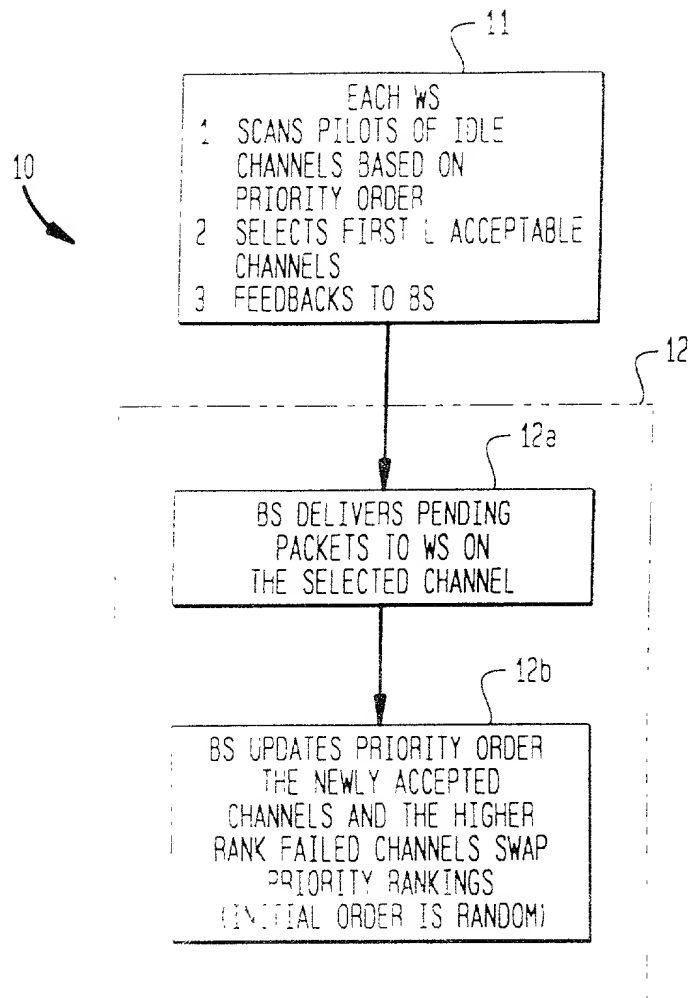 11
10
EACH WS
1 SCANS PILOTS OF IDLE
CHANNELS BASED ON
PRIORITY ORDER
2 SELECTS FIRST L ACCEPTABLE
CHANNELS
3 FEEDBACKS TO BS
12
12a
BS DELIVERS PENDING
PACKETS TO WS ON
THE SELECTED CHANNEL
12b
BS UPDATES PRIORITY ORDER
THE NEWLY ACCEPTED
CHANNELS AND THE HIGHER
RANK FAILED CHANNELS SWAP
PRIORITY RANKINGS
(INITIAL ORDER IS RANDOM)